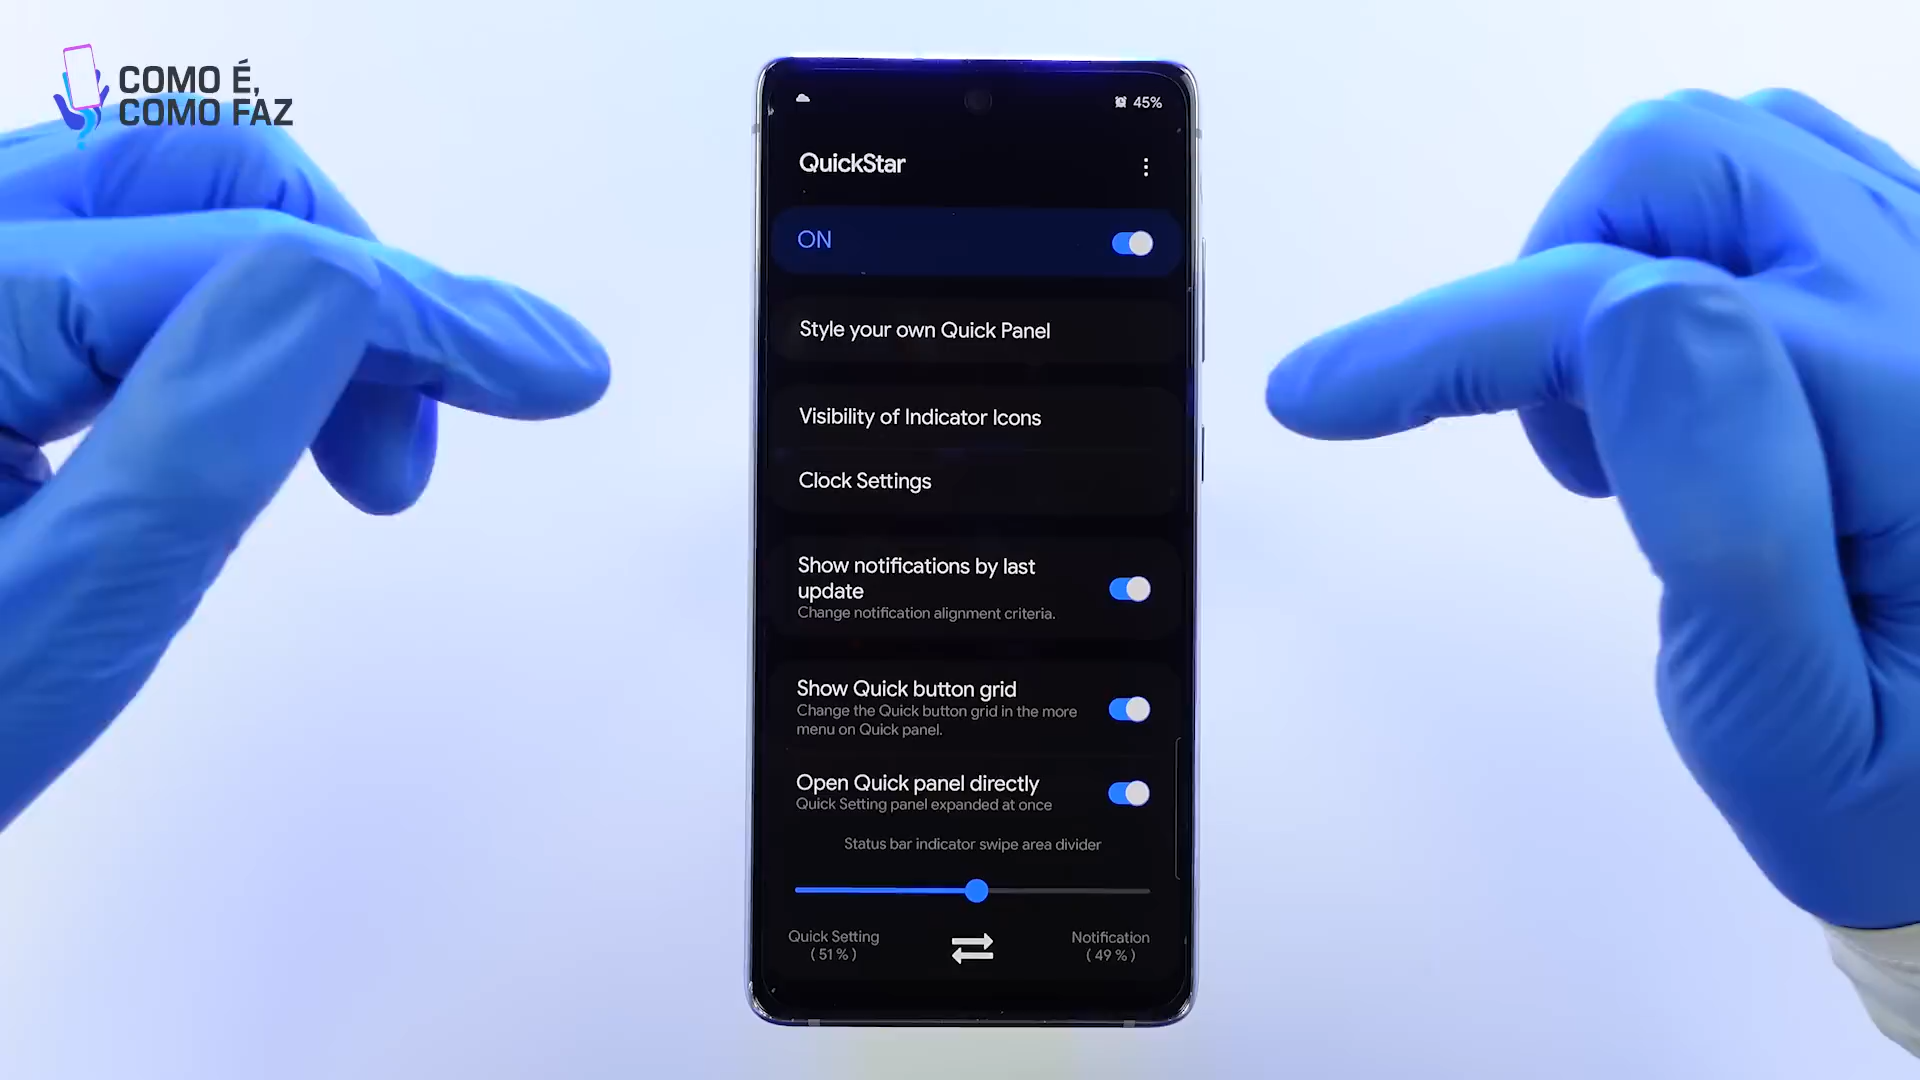 COMO É,
COMO FAZ
45%
QuickStar
ON
Style your own Quick Panel
Visibility of Indicator Icons
Clock Settings
Show notifications by last
update
Change notification alignment criteria.
Show Quick button grid
Change the Quick button grid in the more
menu on Quick panel.
Open Quick panel directly
Quick Setting panel expanded at once
Status bar indicator swipe area divider
Quick Setting
( 51 % )
Notification
( 49 % )